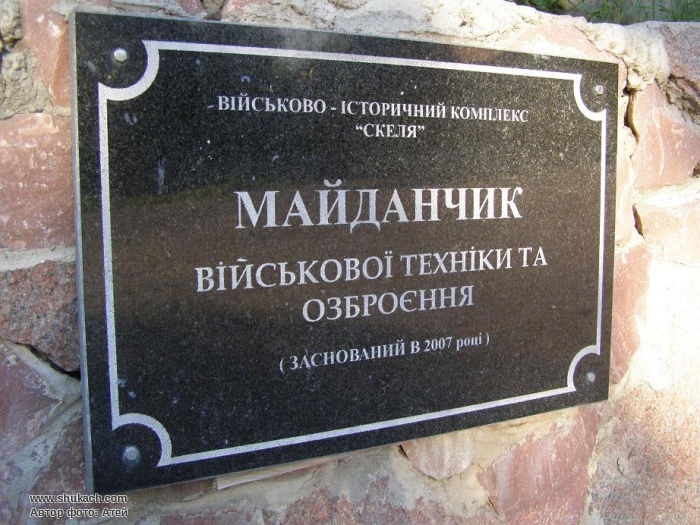 ВІЙСЬКОВО - ІСТОРИЧНИЙ КОМПЛЕКС
“СКЕЛЯ”
МАЙДАНЧИК
ВІЙСЬКОВОЇ ТЕХНІКИ ТА
ОЗБРОЄННЯ
( ЗАСНОВАНИЙ В 2007 році )
www.shukach.com
Автор фото: Атей